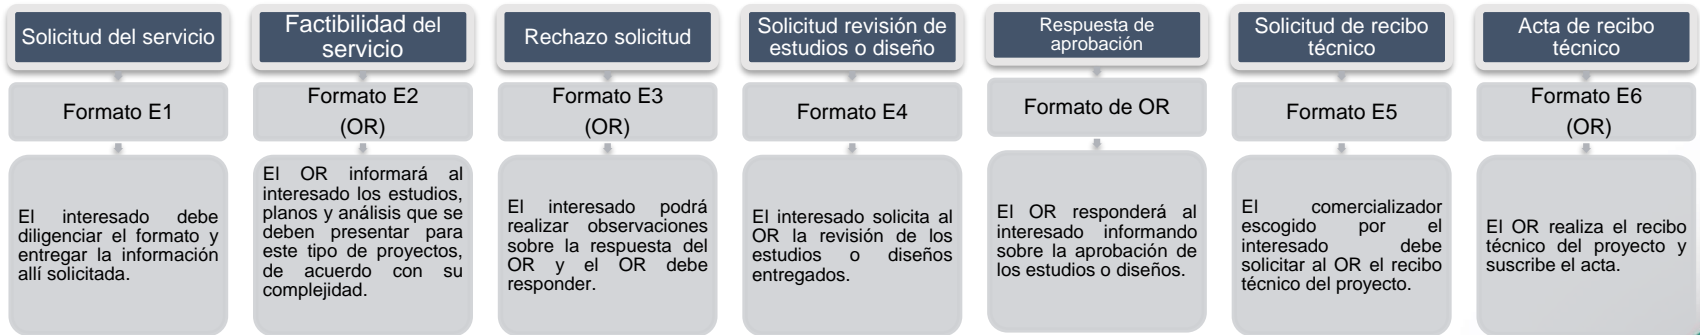 Solicitud del servicio
Formato E1
El interesado debe
diligenciar el formato y
entregar la información
allí solicitada.
Factibilidad del
servicio
Formato E2
(OR)
El OR informará al
interesado los estudios,
planos y análisis que se
deben presentar para
este tipo de proyectos,
de acuerdo con su
complejidad.
Rechazo solicitud
Formato E3
(OR)
El interesado podrá
realizar observaciones
sobre la respuesta del
OR y el OR debe
responder.
Solicitud revisión de
estudios o diseño
Formato E4
El interesado solicita al
OR la revisión de los
estudios o diseños
entregados.
Respuesta de
aprobación
Formato de OR
El OR responderá al
interesado informando
sobre la aprobación de
los estudios o diseños.
Solicitud de recibo
técnico
Formato E5
El comercializador
escogido por el
interesado debe
solicitar al OR el recibo
técnico del proyecto.
Acta de recibo
técnico
Formato E6
(OR)
El OR realiza el recibo
técnico del proyecto y
suscribe el acta.